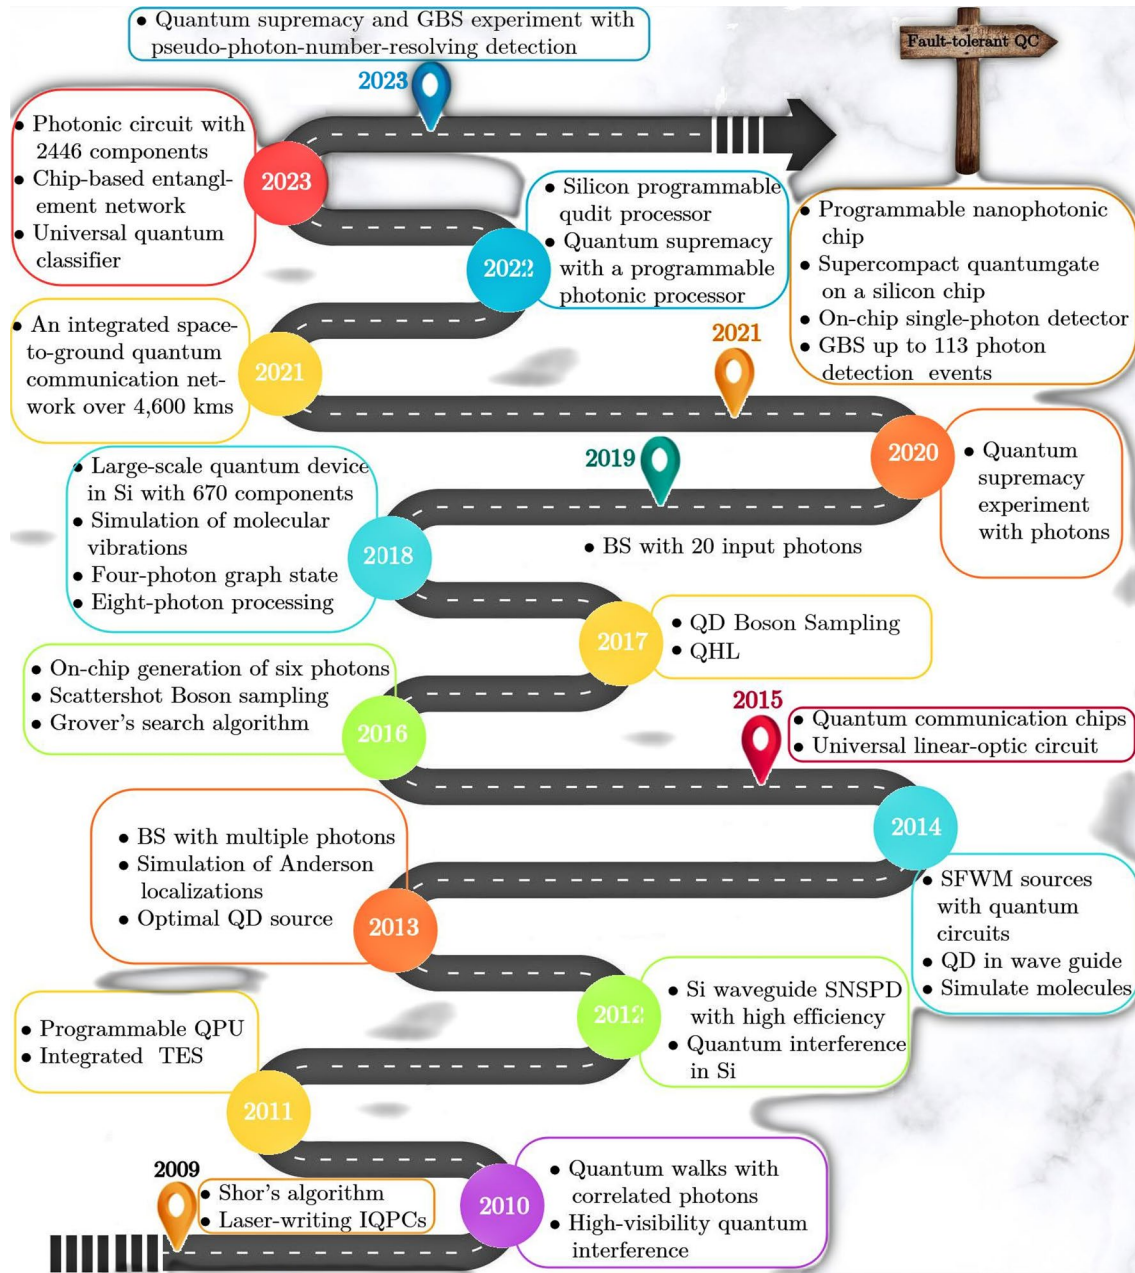 • Quantum supremacy and GBS experiment with
pseudo-photon-number-resolving detection
Fault-tolerant QC
2023
• Photonic circuit with
2446 components
• Chip-based entangl-
ement network
• Universal quantum
classifier
2023
• Silicon programmable
qudit processor
• Quantum supremacy
with a programmable
photonic processor
2022
• Programmable nanophotonic
chip
• Supercompact quantumgate
on a silicon chip
• On-chip single-photon detector
• GBS up to 113 photon
detection events
• An integrated space-
to-ground quantum
communication net-
work over 4,600 kms
2021
2021
2020
• Quantum
supremacy
experiment
with photons
2019
• BS with 20 input photons
• Large-scale quantum device
in Si with 670 components
• Simulation of molecular
vibrations
• Four-photon graph state
• Eight-photon processing
2018
2017
• QD Boson Sampling
• QHL
• On-chip generation of six photons
• Scattershot Boson sampling
• Grover's search algorithm
2016
2015
• Quantum communication chips
• Universal linear-optic circuit
2014
• SFWM sources
with quantum
circuits
• QD in wave guide
• Simulate molecules
• BS with multiple photons
• Simulation of Anderson
localizations
• Optimal QD source
2013
2012
• Si waveguide SNSPD
with high efficiency
• Quantum interference
in Si
• Programmable QPU
• Integrated TES
2011
2009
• Shor's algorithm
• Laser-writing IQPCs
2010
• Quantum walks with
correlated photons
• High-visibility quantum
interference